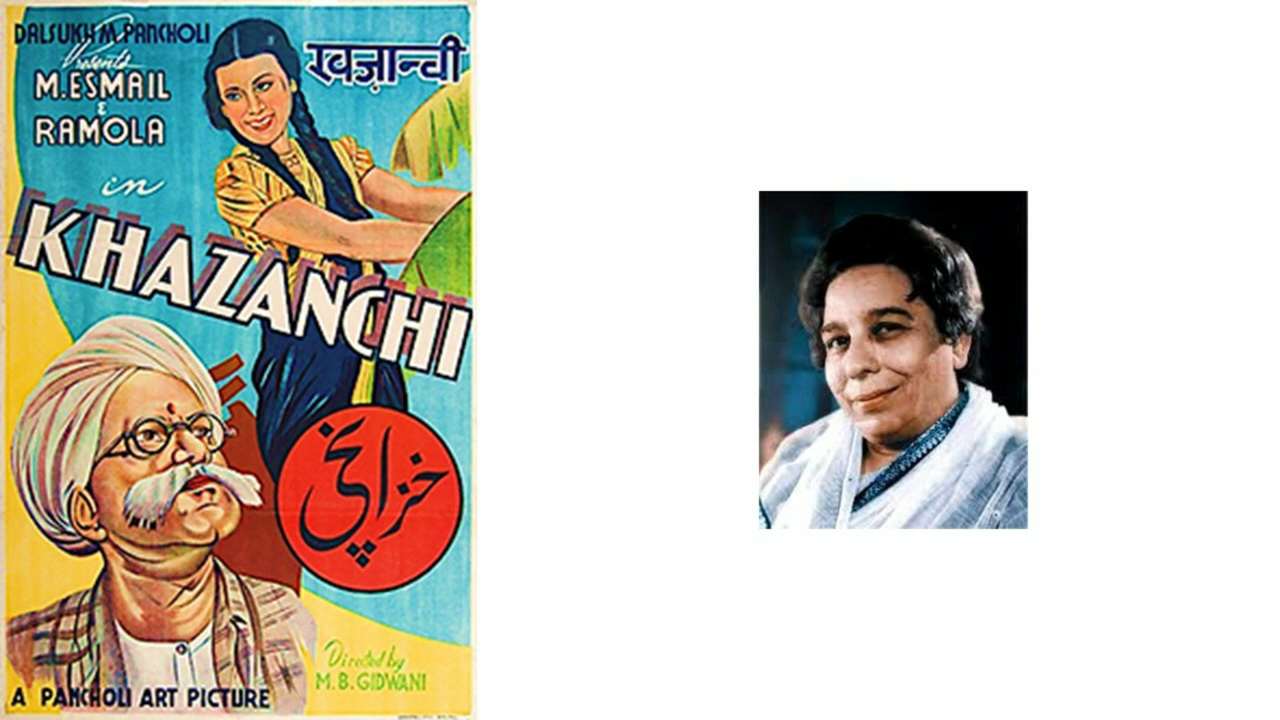 DALSUKH M PANCHOLI
Presents
M.ESMAIL
&
RAMOLA
in
खज़ान्ची
KHAZANCHI
خزانچی
Directed by
M.B.GIDWANI
A PANCHOLI ART PICTURE